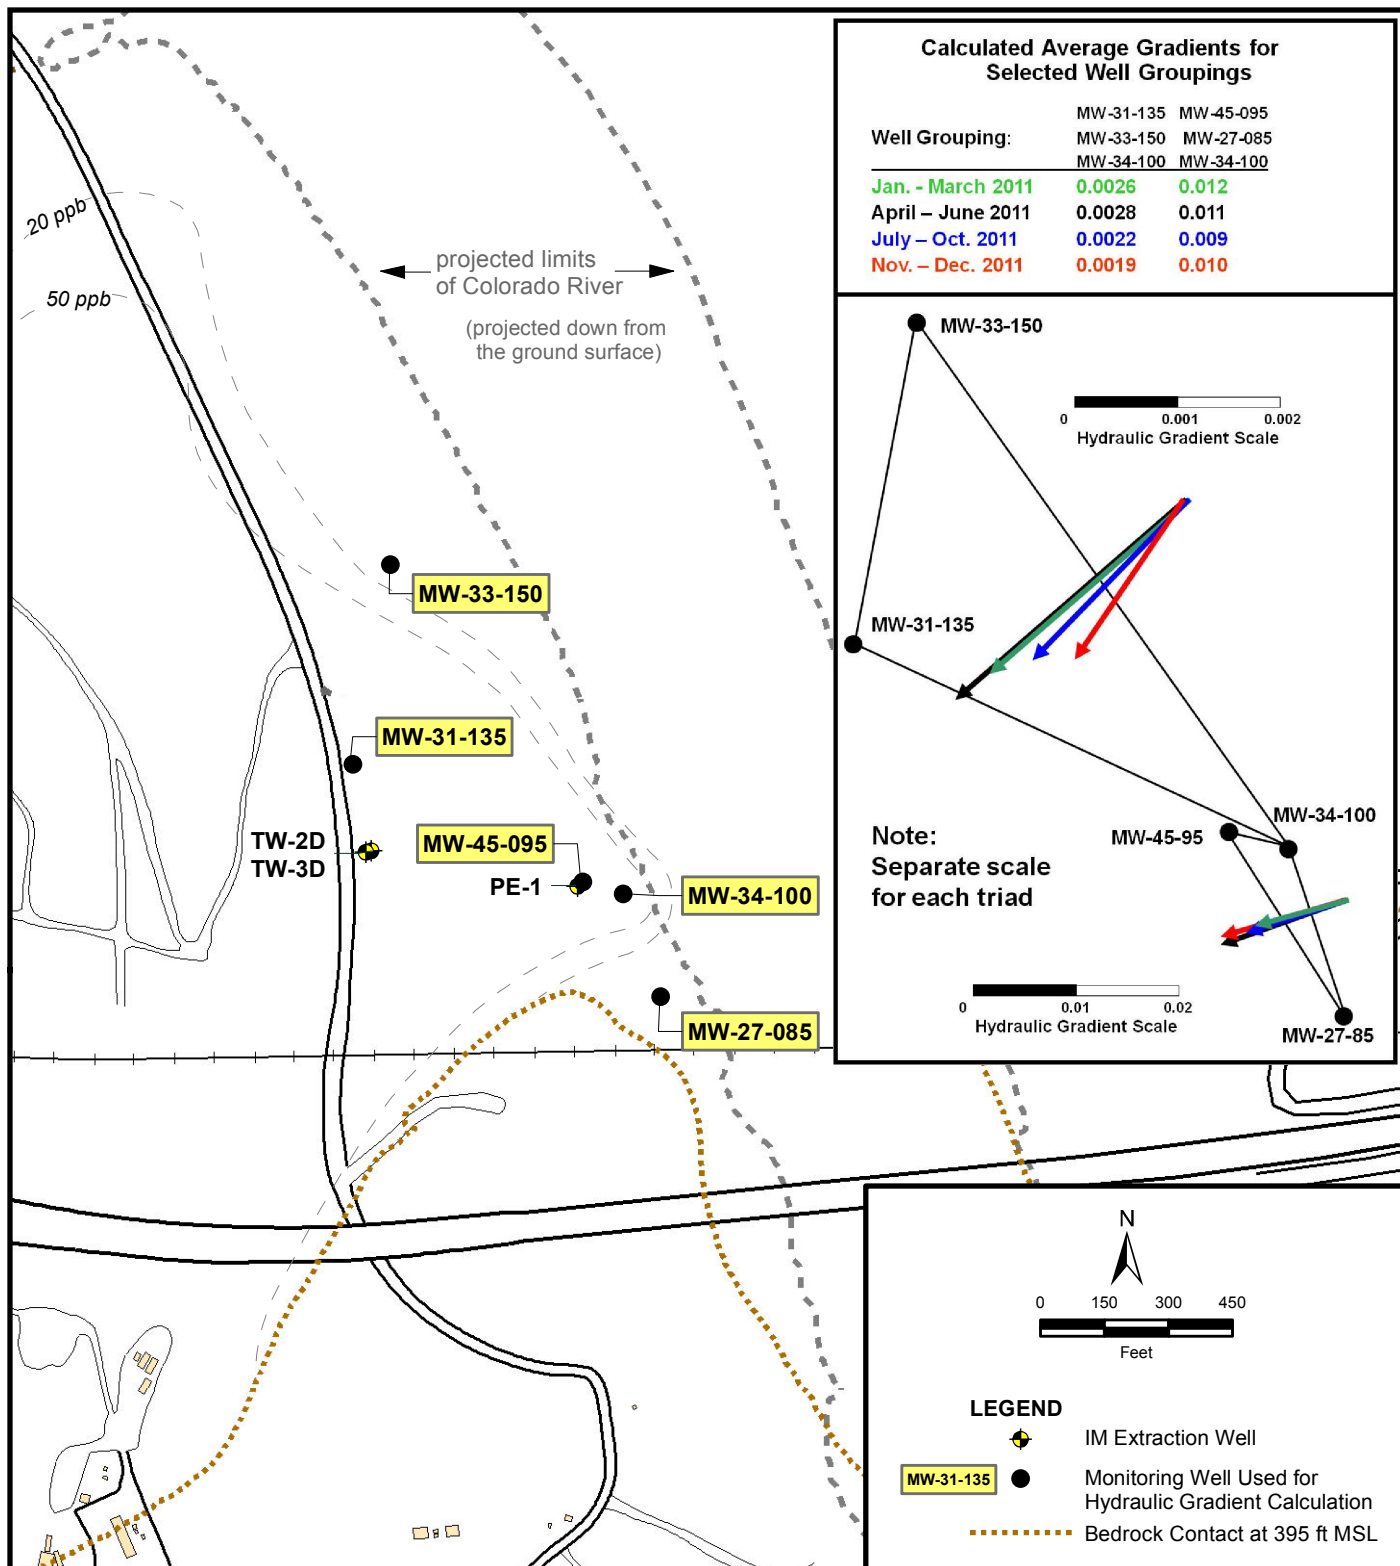 Calculated Average Gradients for
Selected Well Groupings
MW-31-135 MW-45-095
Well Grouping: MW-33-150 MW-27-085
MW-34-100 MW-34-100
Jan. - March 2011 0.0026 0.012
April – June 2011 0.0028 0.011
July – Oct. 2011 0.0022 0.009
Nov. – Dec. 2011 0.0019 0.010
20 ppb
50 ppb
projected limits
of Colorado River
(projected down from
the ground surface)
MW-33-150
0 0.001 0.002
Hydraulic Gradient Scale
MW-31-135
MW-45-95
MW-34-100
Note:
Separate scale
for each triad
0 0.01 0.02
Hydraulic Gradient Scale
MW-27-85
MW-33-150
MW-31-135
TW-2D
TW-3D
MW-45-095
PE-1
MW-34-100
MW-27-085
N
0 150 300 450
Feet
LEGEND
IM Extraction Well
MW-31-135
Monitoring Well Used for
Hydraulic Gradient Calculation
Bedrock Contact at 395 ft MSL